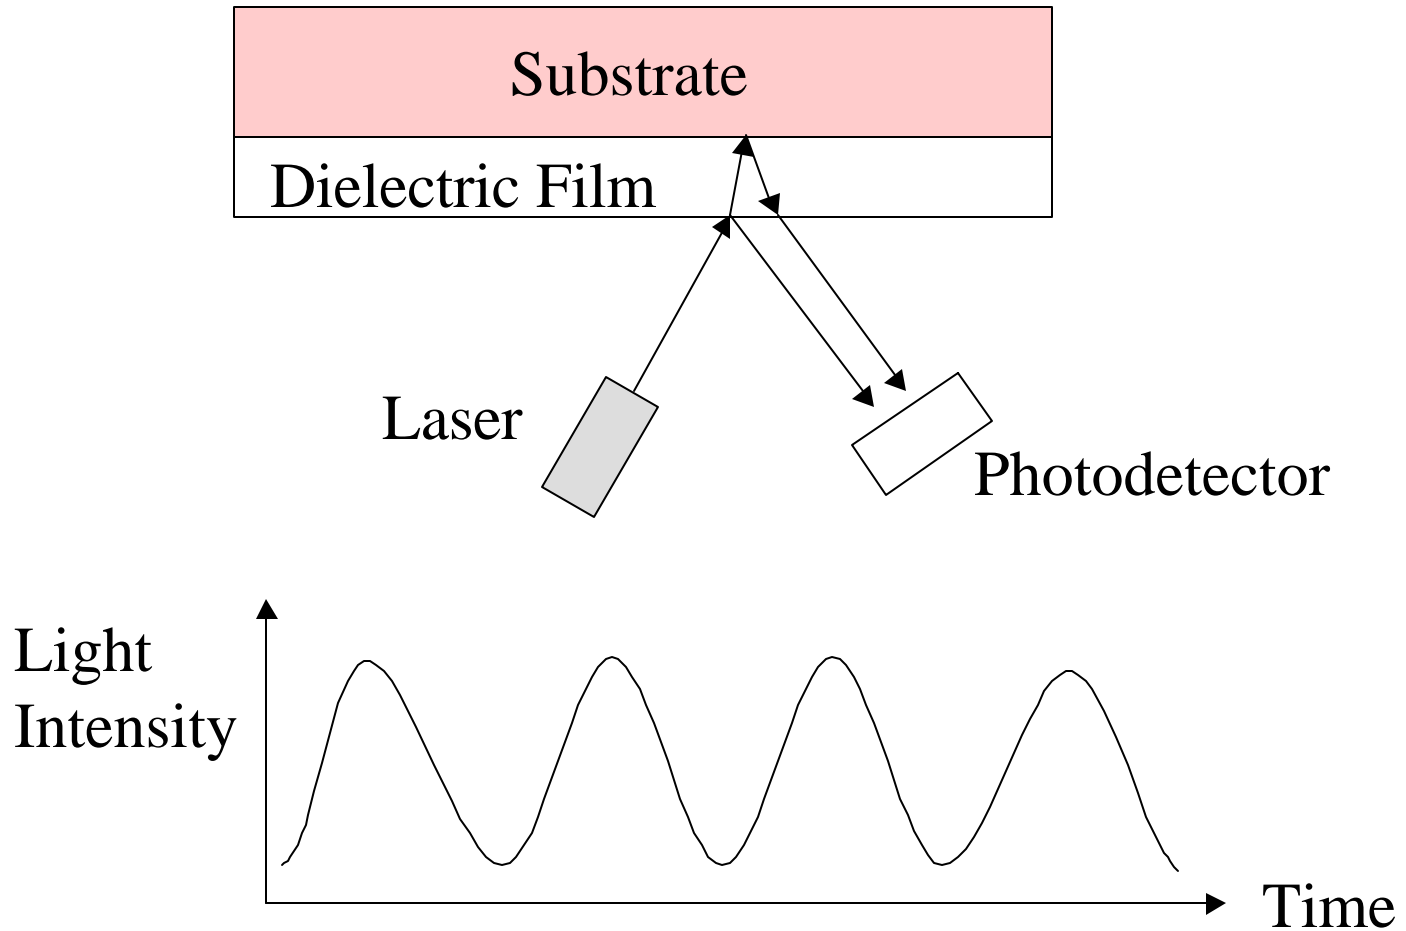 Substrate
Dielectric Film
Laser
Photodetector
Light
Intensity
Time